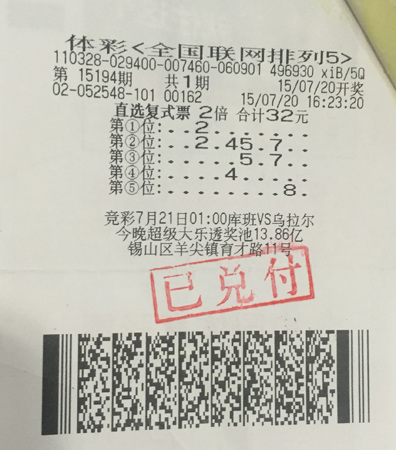 体彩<全国联网排列5>
110328-029400-007460-060901 496930 xiB/5Q
第 15194期 共1期 15/07/20开奖
02-052548-101 00162 15/07/20 16:23:20
直选复式票 2倍 合计32元
第①位:..2.......
第②位:..2.45.7..
第③位:.....5.7..
第④位:....4.....
第⑤位:........8.
竞彩7月21日01:00库班VS乌拉尔
今晚超级大乐透奖池13.86亿
锡山区羊尖镇育才路11号
已兑付